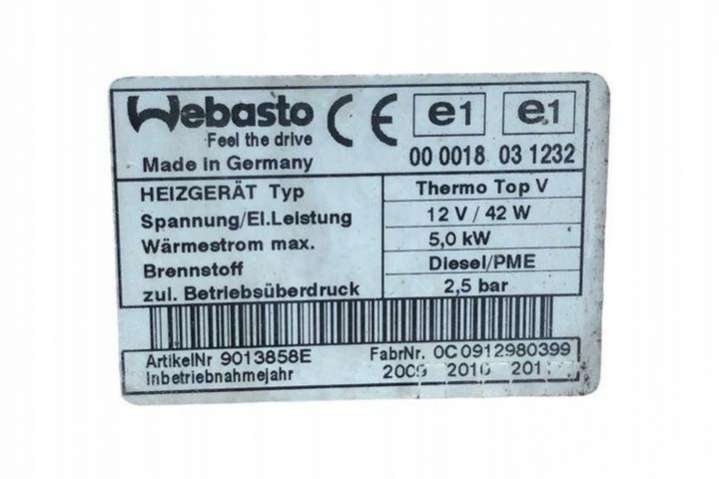 Webasto
Feel the drive
Made in Germany
CE
e1 e1
00 0018 03 1232
HEIZGERÄT Typ Thermo Top V
Spannung/El.Leistung 12 V / 42 W
Wärmestrom max. 5,0 kW
Brennstoff Diesel/PME
zul. Betriebsüberdruck 2,5 bar
ArtikelNr 9013858E FabrNr. 0C0912980399
Inbetriebnahmejahr 2009 2010